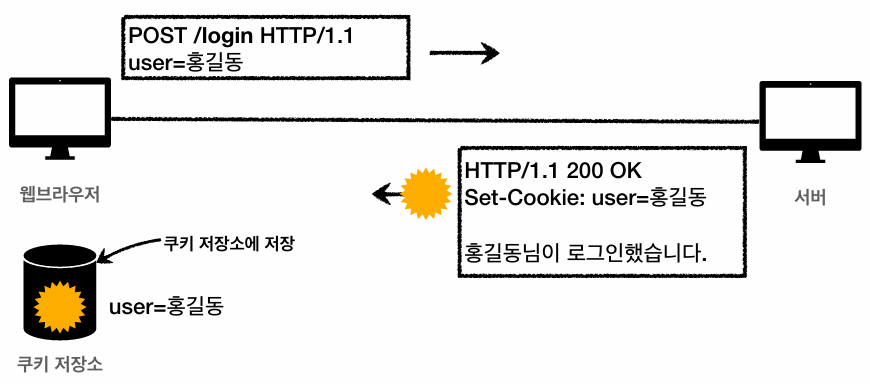 POST /login HTTP/1.1
user=홍길동
웹브라우저
HTTP/1.1 200 OK
Set-Cookie: user=홍길동
홍길동님이 로그인했습니다.
서버
쿠키 저장소에 저장
user=홍길동
쿠키 저장소